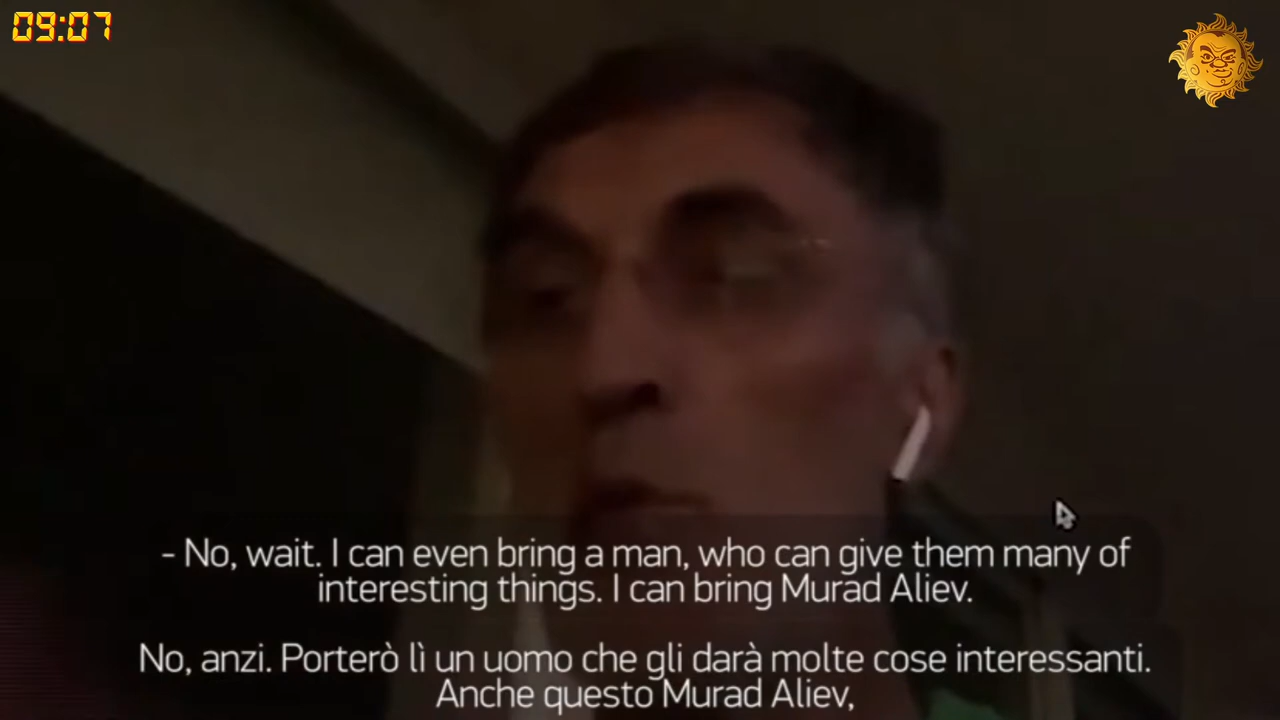 09:07
- No, wait. I can even bring a man, who can give them many of
interesting things. I can bring Murad Aliev.
No, anzi. Porterò lì un uomo che gli darà molte cose interessanti.
Anche questo Murad Aliev,